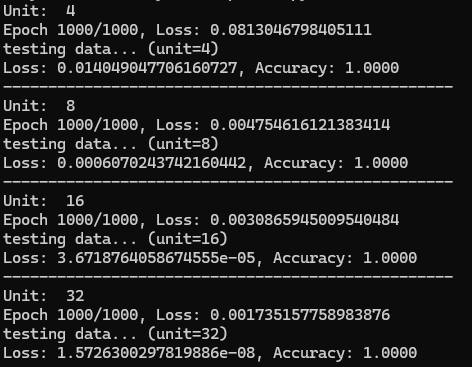 Unit:  4
Epoch 1000/1000, Loss: 0.0813046798405111
testing data... (unit=4)
Loss: 0.014049047706160727, Accuracy: 1.0000
--------------------------------------------------
Unit:  8
Epoch 1000/1000, Loss: 0.004754616121383414
testing data... (unit=8)
Loss: 0.0006070243742160442, Accuracy: 1.0000
--------------------------------------------------
Unit:  16
Epoch 1000/1000, Loss: 0.0030865945009540484
testing data... (unit=16)
Loss: 3.6718764058674555e-05, Accuracy: 1.0000
--------------------------------------------------
Unit:  32
Epoch 1000/1000, Loss: 0.001735157758983876
testing data... (unit=32)
Loss: 1.5726300297819886e-08, Accuracy: 1.0000